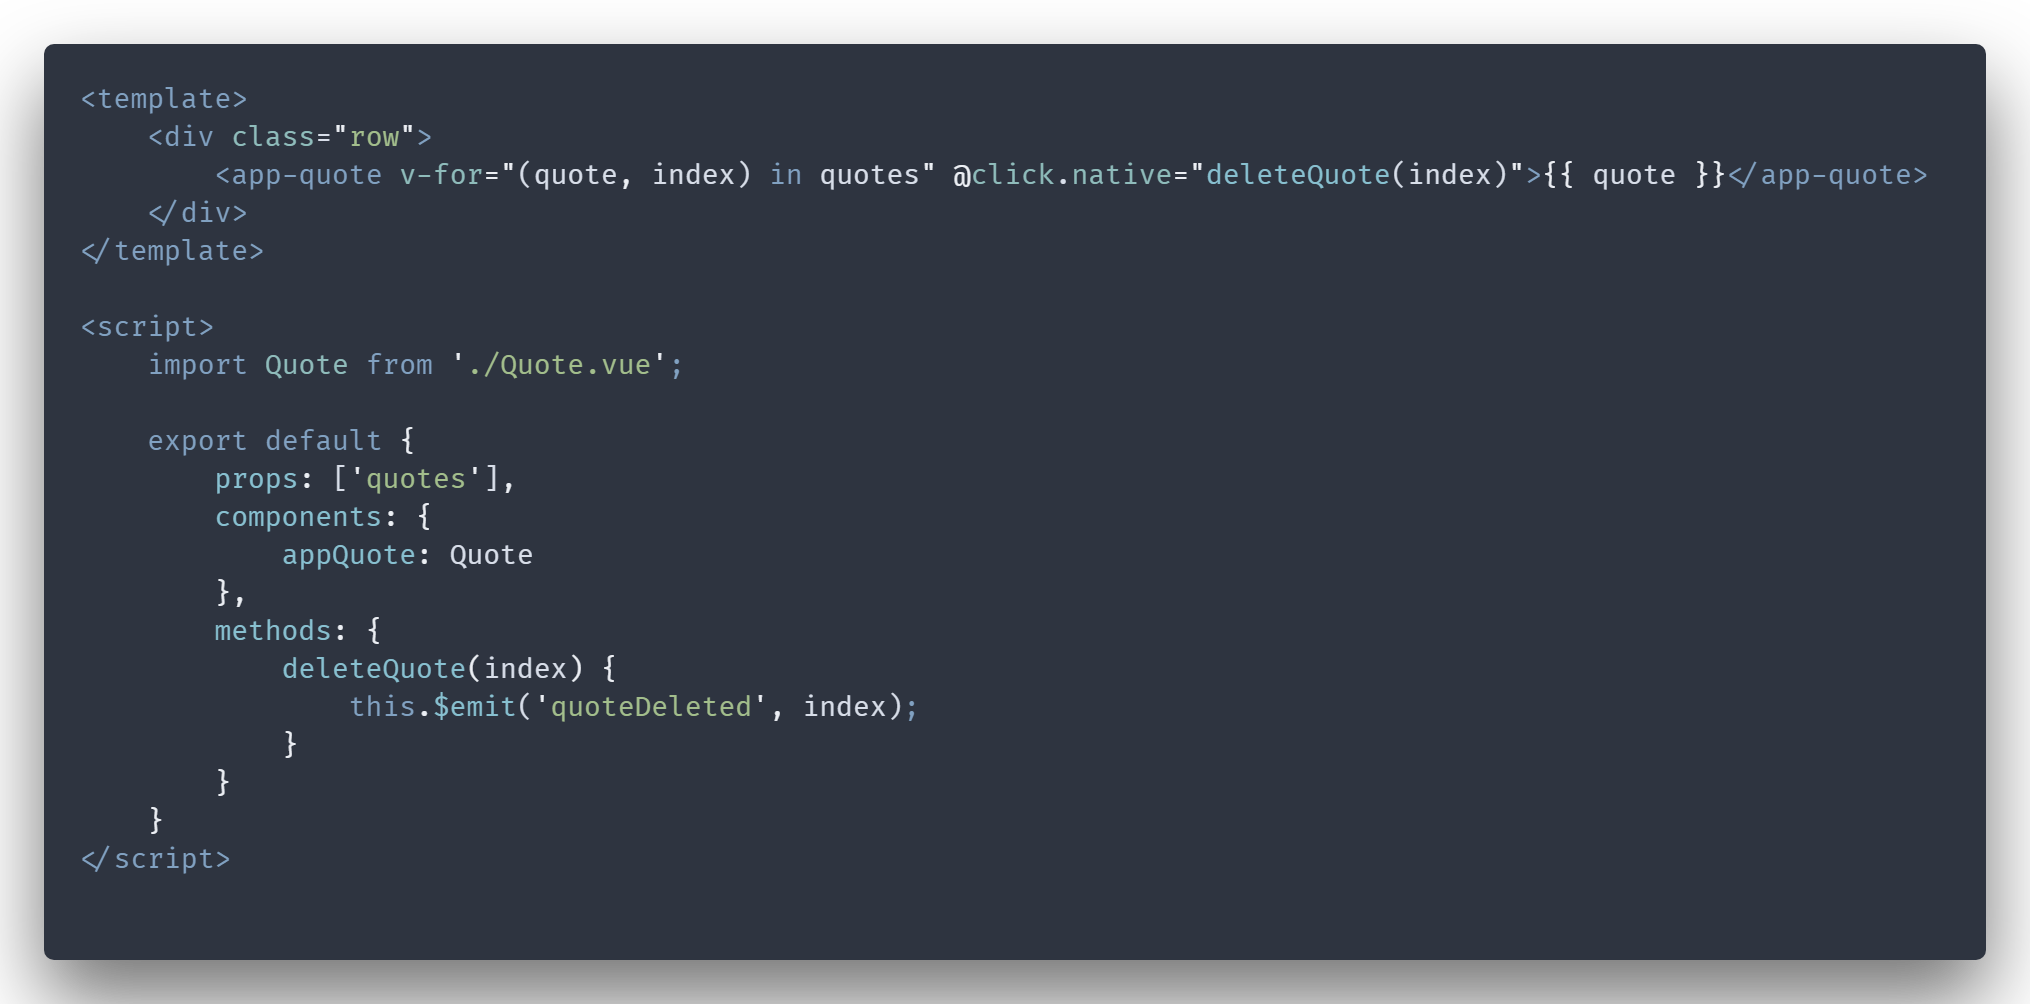 <template>
    <div class="row">
        <app-quote v-for="(quote, index) in quotes" @click.native="deleteQuote(index)">{{ quote }}</app-quote>
    </div>
</template>

<script>
    import Quote from './Quote.vue';

    export default {
        props: ['quotes'],
        components: {
            appQuote: Quote
        },
        methods: {
            deleteQuote(index) {
                this.$emit('quoteDeleted', index);
            }
        }
    }
</script>